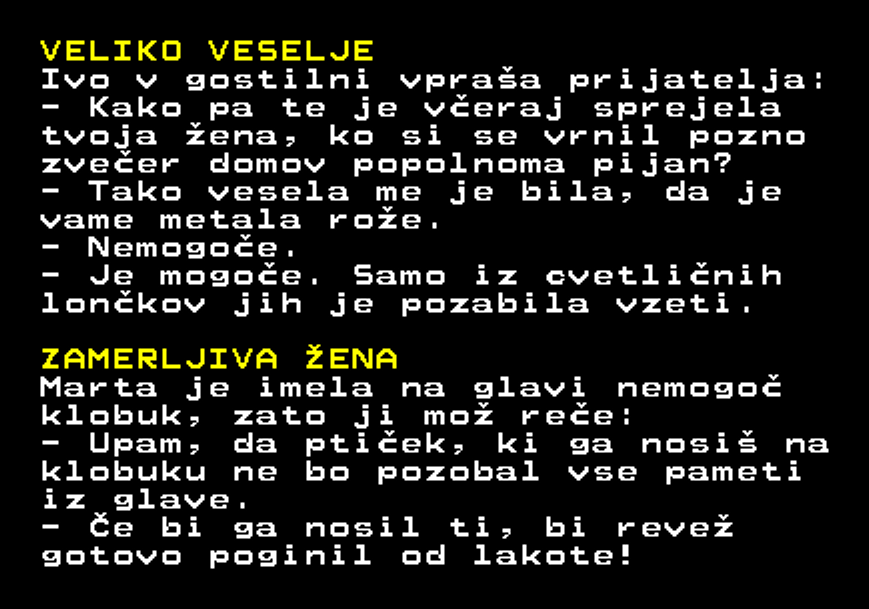 VELIKO VESELJE
Ivo v gostilni vpraša prijatelja:
- Kako pa te je včeraj sprejela
tvoja žena, ko si se vrnil pozno
zvečer domov popolnoma pijan?
- Tako vesela me je bila, da je
vame metala rože.
- Nemogoče.
- Je mogoče. Samo iz cvetličnih
lončkov jih je pozabila vzeti.
ZAMERLJIVA ŽENA
Marta je imela na glavi nemogoč
klobuk, zato ji mož reče:
- Upam, da ptiček, ki ga nosiš na
klobuku ne bo pozobal vse pameti
iz glave.
- Če bi ga nosil ti, bi revež
gotovo poginil od lakote!